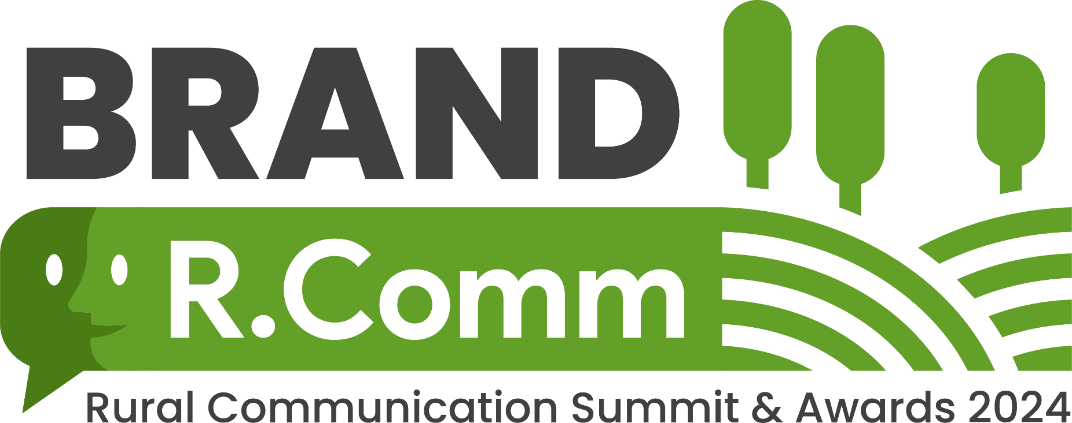 BRAND
R.Comm
Rural Communication Summit & Awards 2024